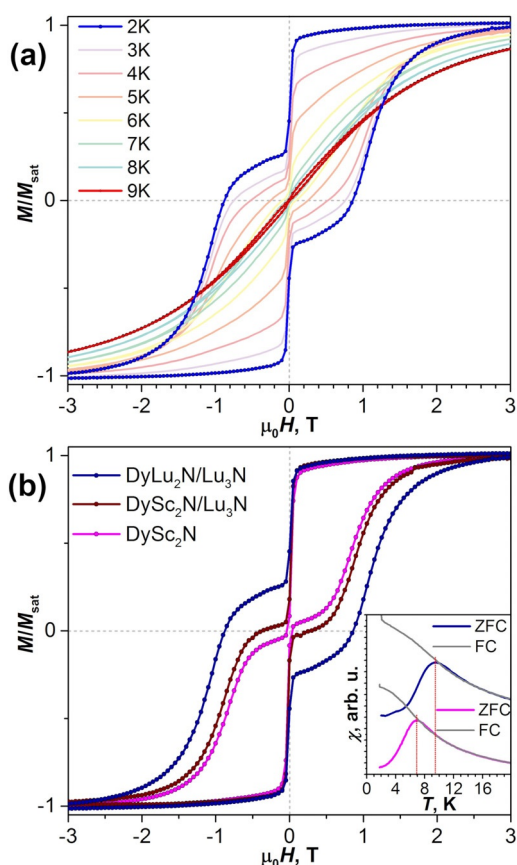 (a)
2K
3K
4K
5K
6K
7K
8K
9K
M/Msat
1
0
-1
-3 -2 -1 0 1 2 3
μ0H, T
(b)
DyLu2N/Lu3N
DySc2N/Lu3N
DySc2N
M/Msat
1
0
-1
ZFC
FC
ZFC
FC
χ, arb. u.
0 4 8 12 16 20
T, K
-3 -2 -1 0 1 2 3
μ0H, T